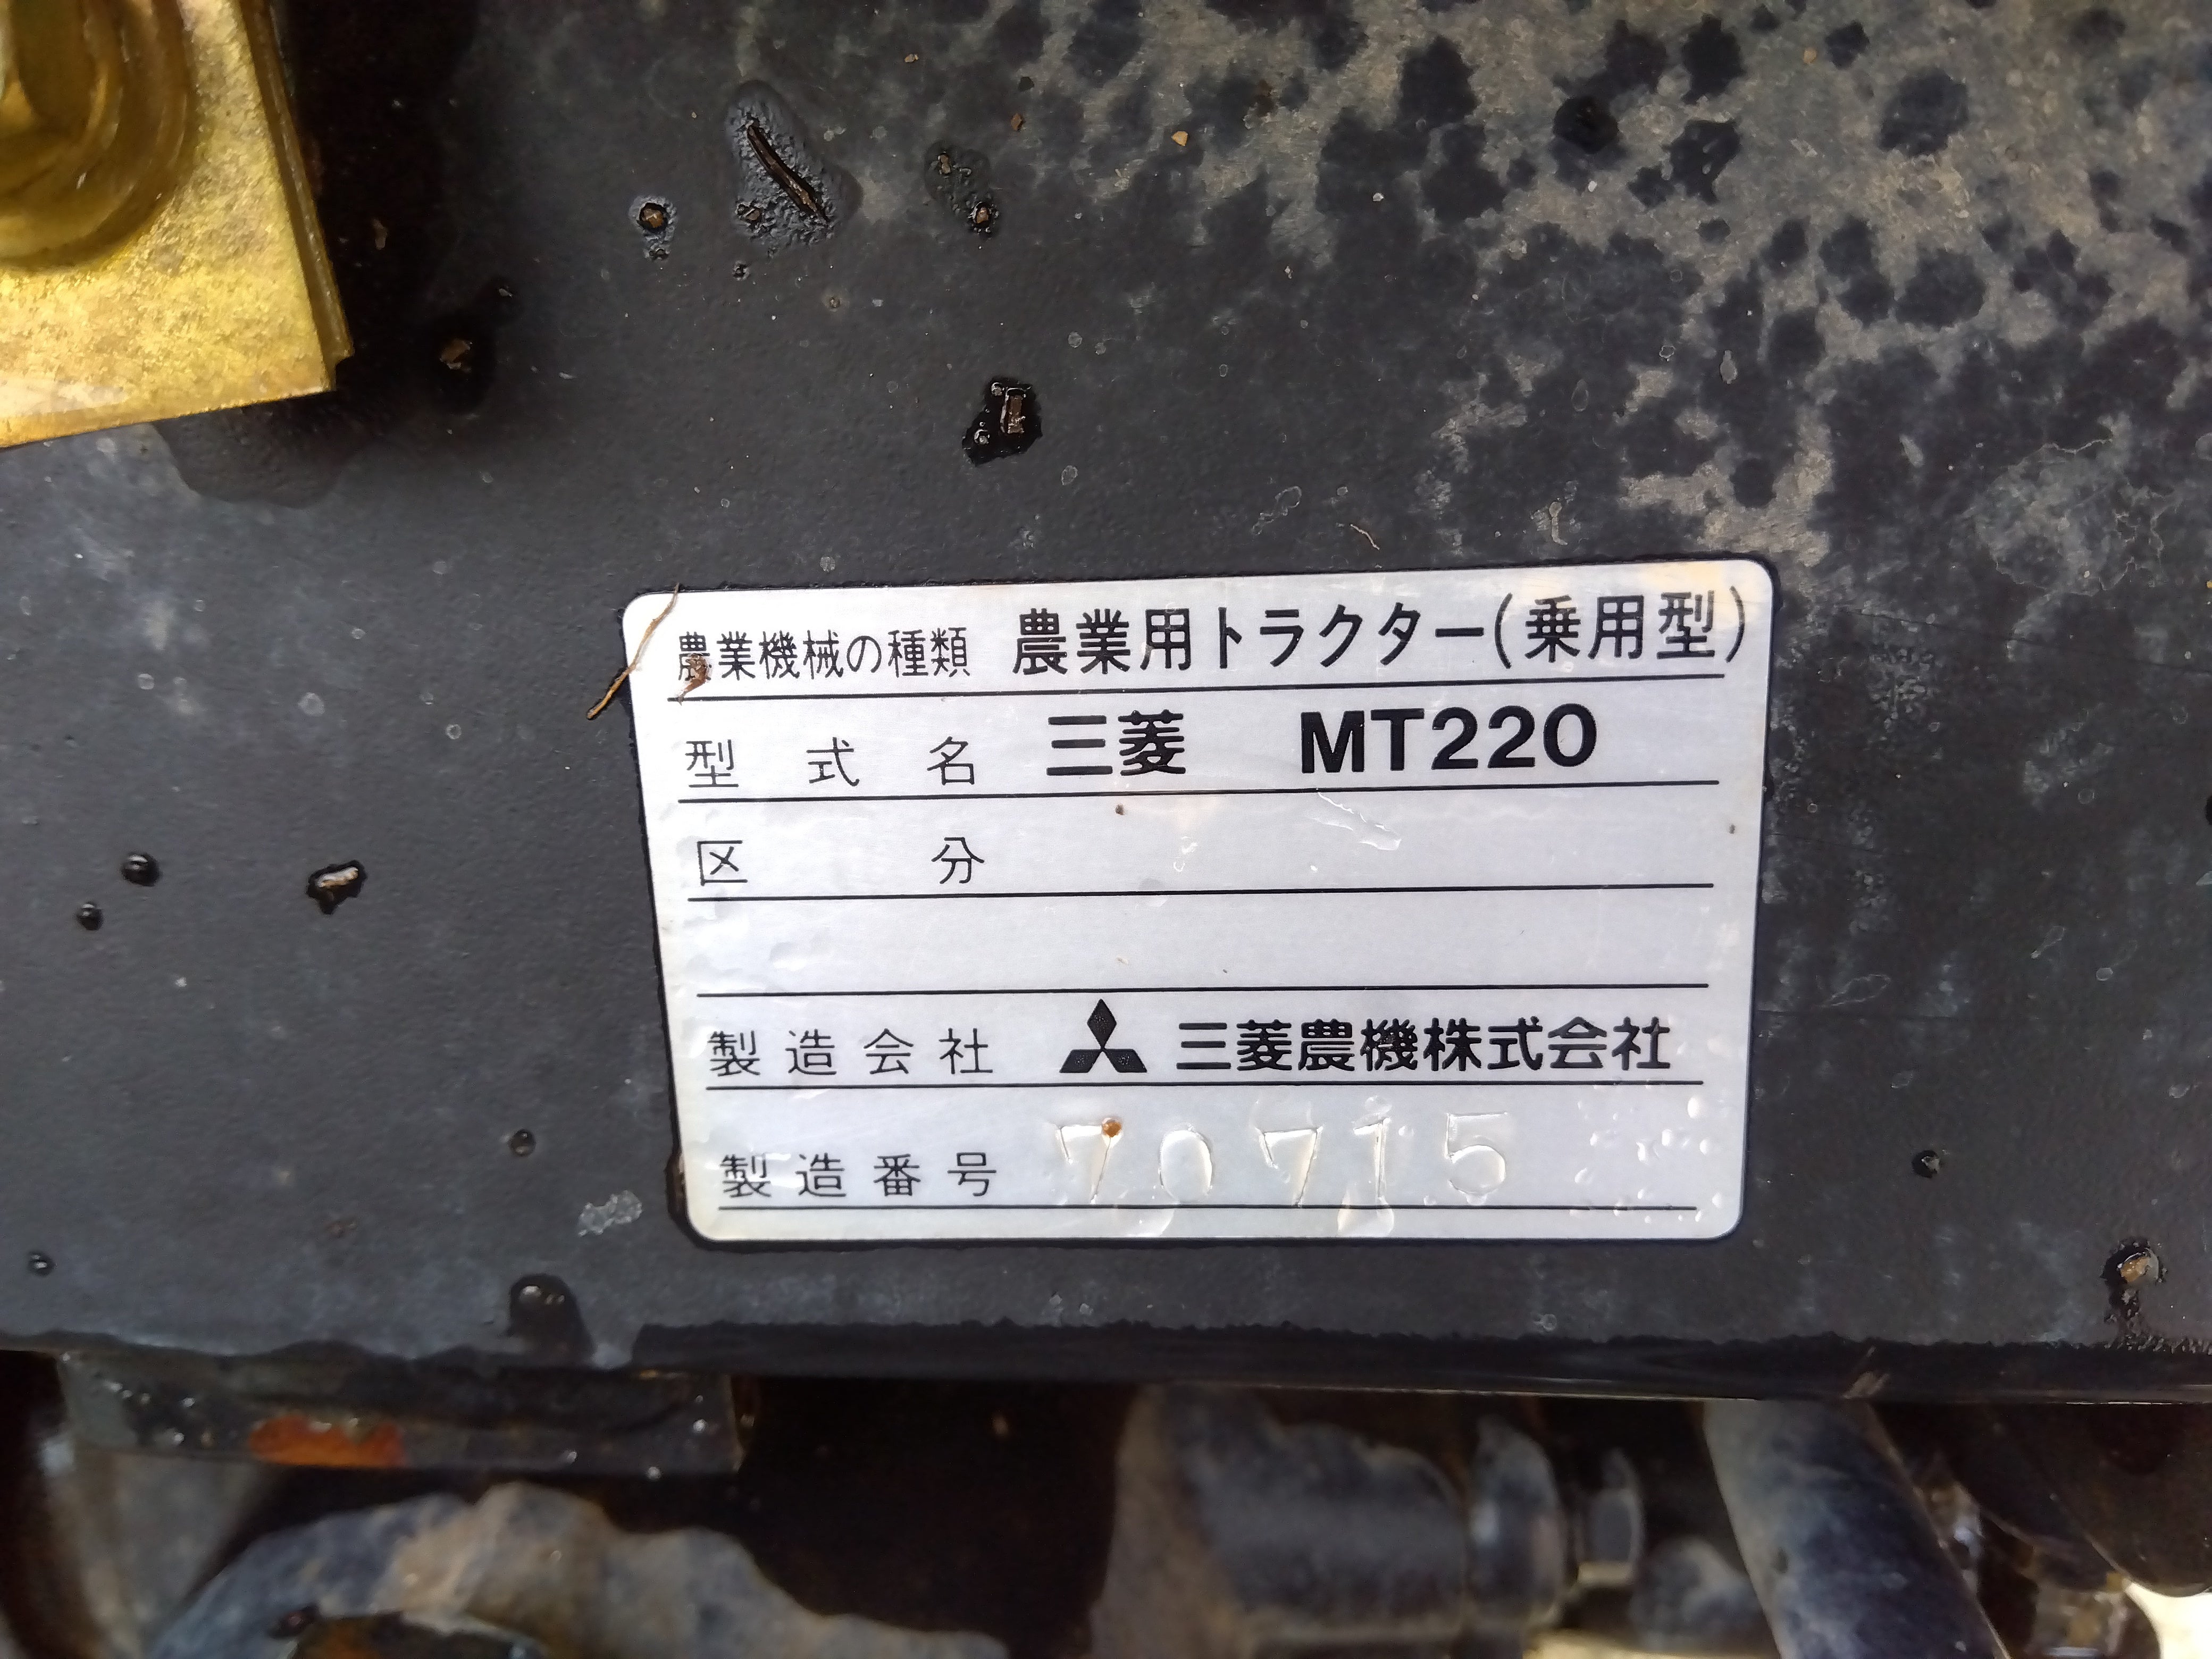 農業機械の種類 農業用トラクター(乗用型)
型式名 三菱 MT220
区分
製造会社 三菱農機株式会社
製造番号 70715